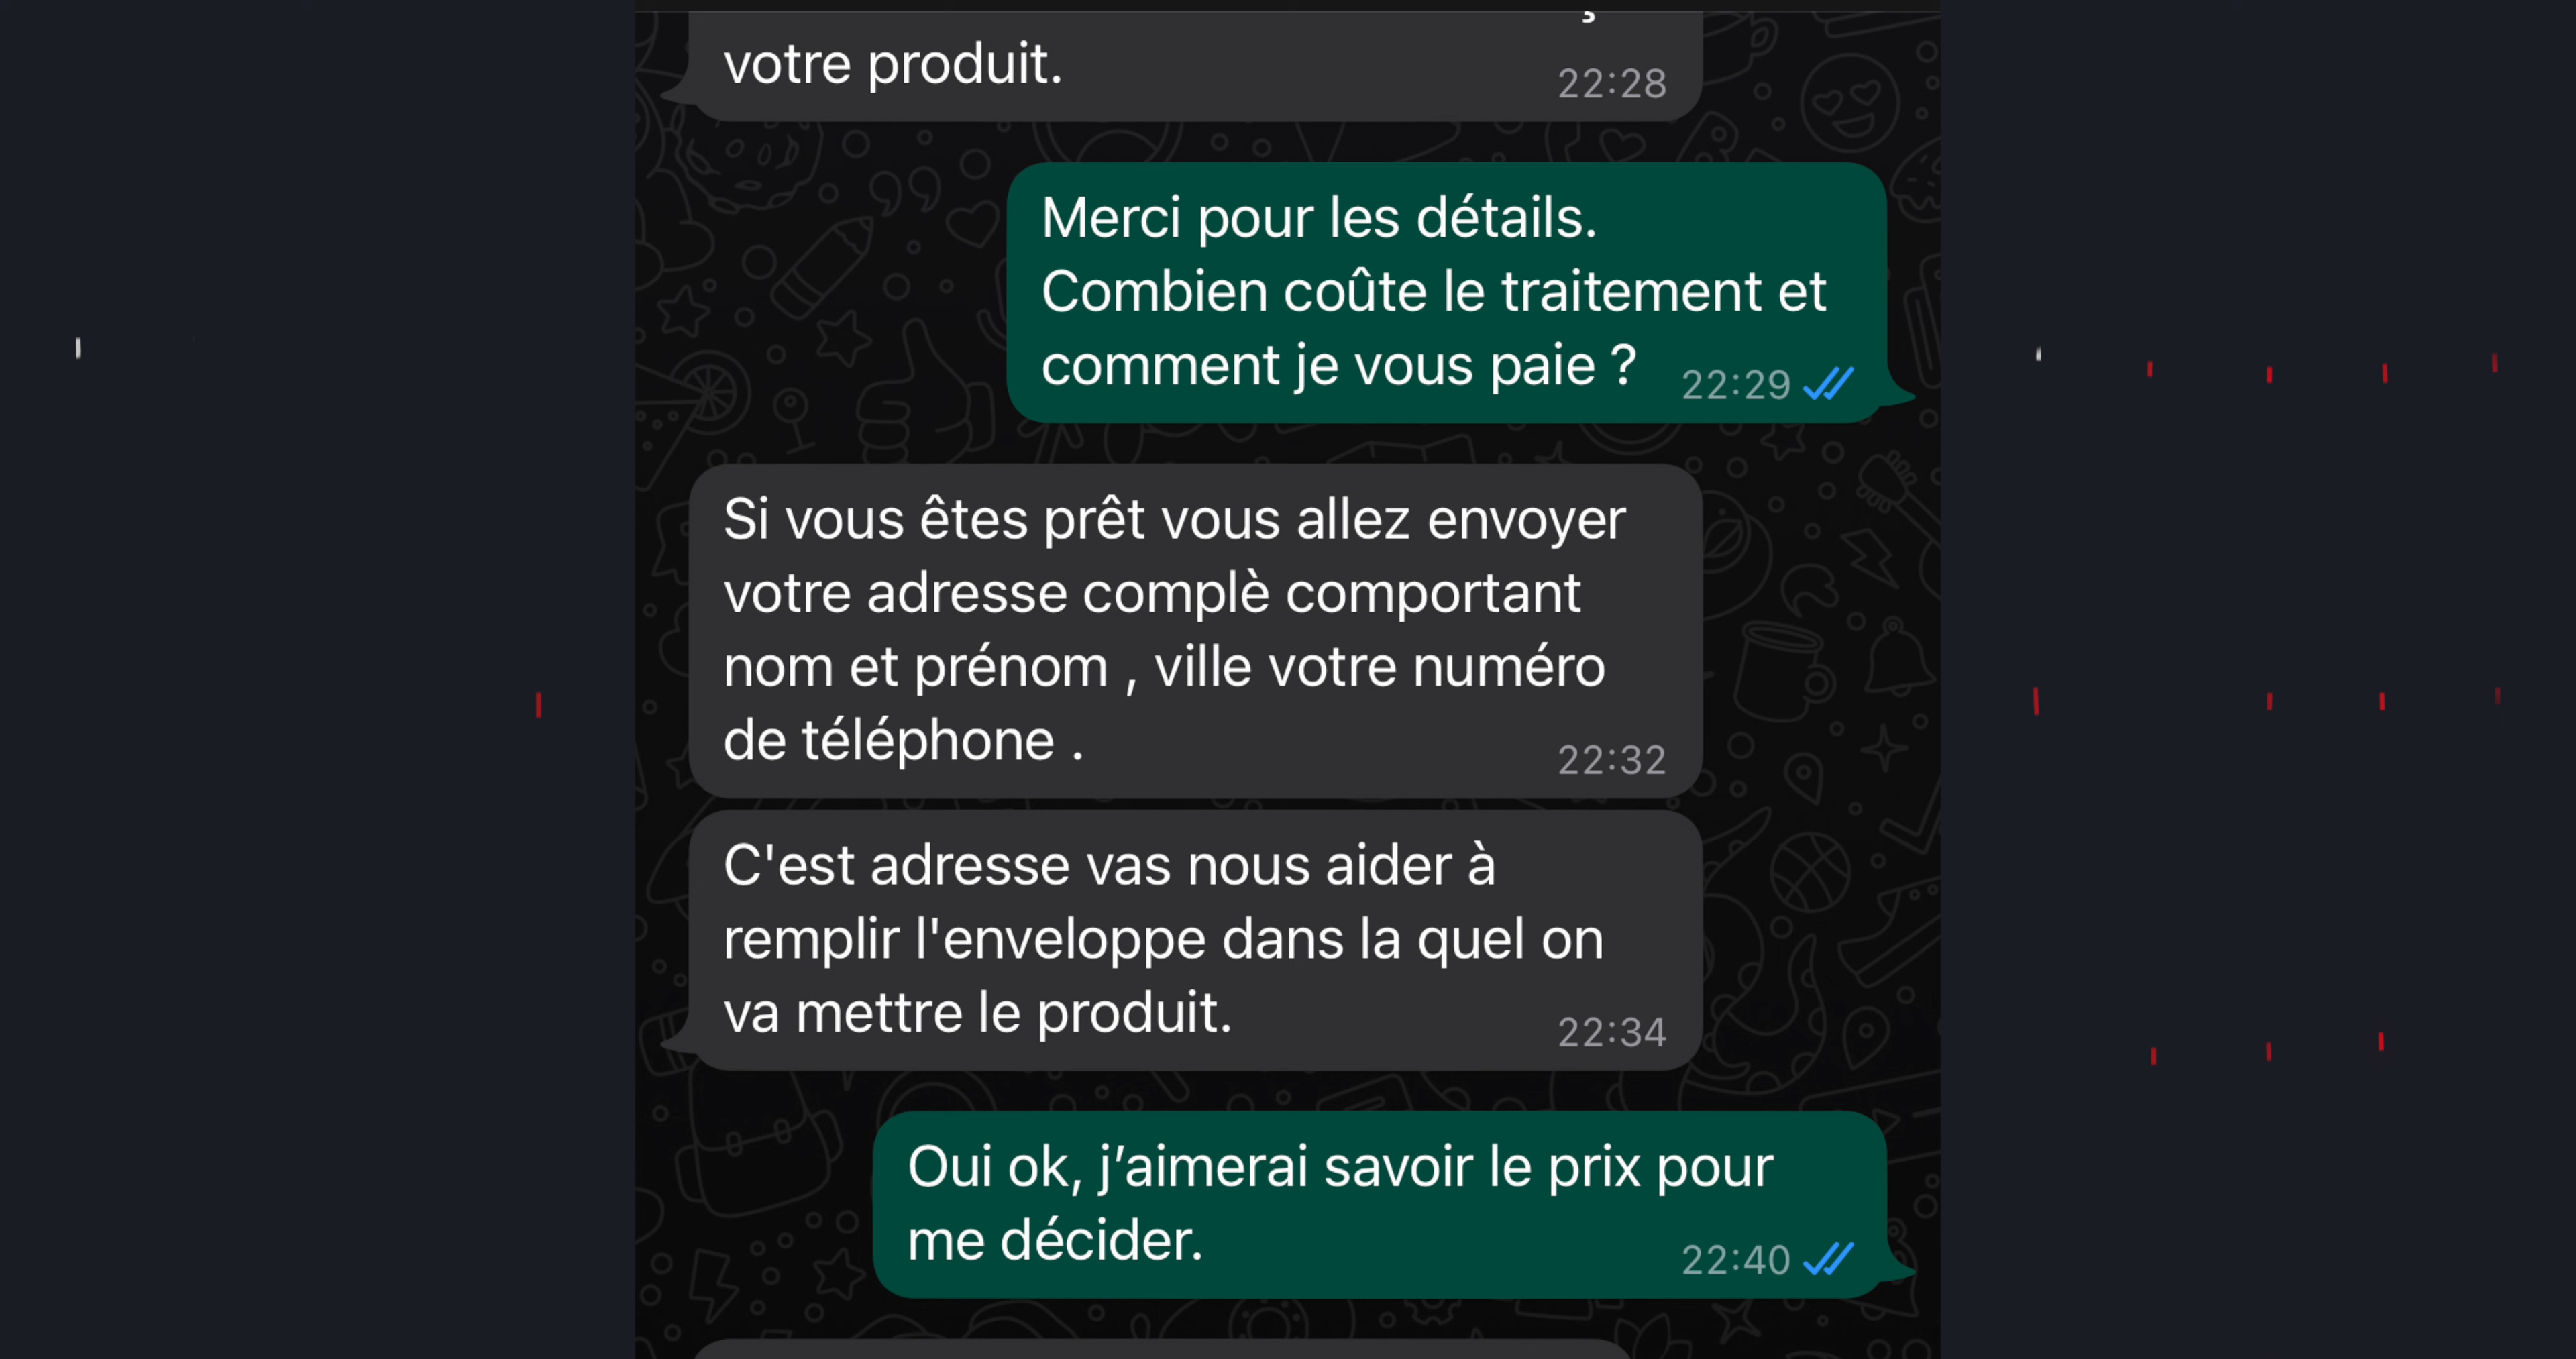 votre produit.
22:28
Merci pour les détails.
Combien coûte le traitement et
comment je vous paie ?
22:29
Si vous êtes prêt vous allez envoyer
votre adresse complè comportant
nom et prénom , ville votre numéro
de téléphone .
22:32
C'est adresse vas nous aider à
remplir l'enveloppe dans la quel on
va mettre le produit.
22:34
Oui ok, j’aimerai savoir le prix pour
me décider.
22:40